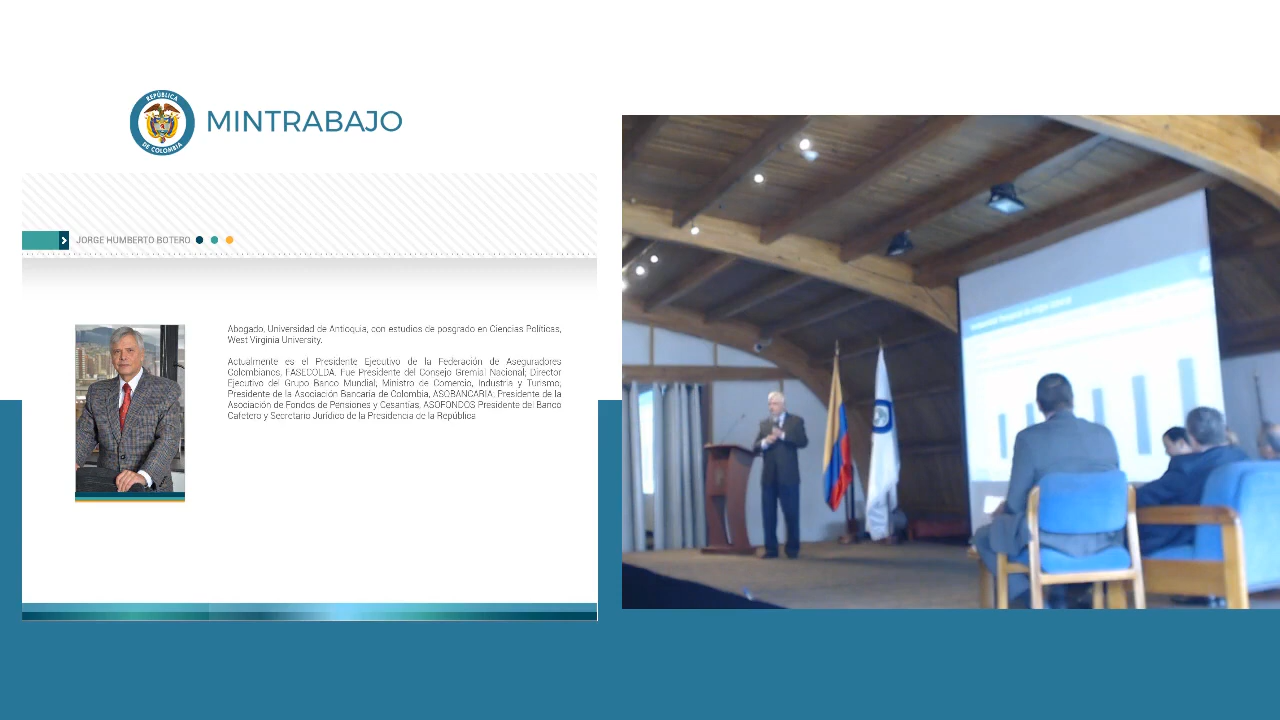 REPÚBLICA
DE COLOMBIA
MINTRABAJO
JORGE HUMBERTO BOTERO
Abogado, Universidad de Antioquia, con estudios de posgrado en Ciencias Políticas,
West Virginia University.
Actualmente es el Presidente Ejecutivo de la Federación de Aseguradores
Colombianos, FASECOLDA. Fue Presidente del Consejo Gremial Nacional; Director
Ejecutivo del Grupo Banco Mundial; Ministro de Comercio, Industria y Turismo;
Presidente de la Asociación Bancaria de Colombia, ASOBANCARIA. Presidente de la
Asociación de Fondos de Pensiones y Cesantías, ASOFONDOS Presidente del Banco
Cafetero y Secretario Jurídico de la Presidencia de la República